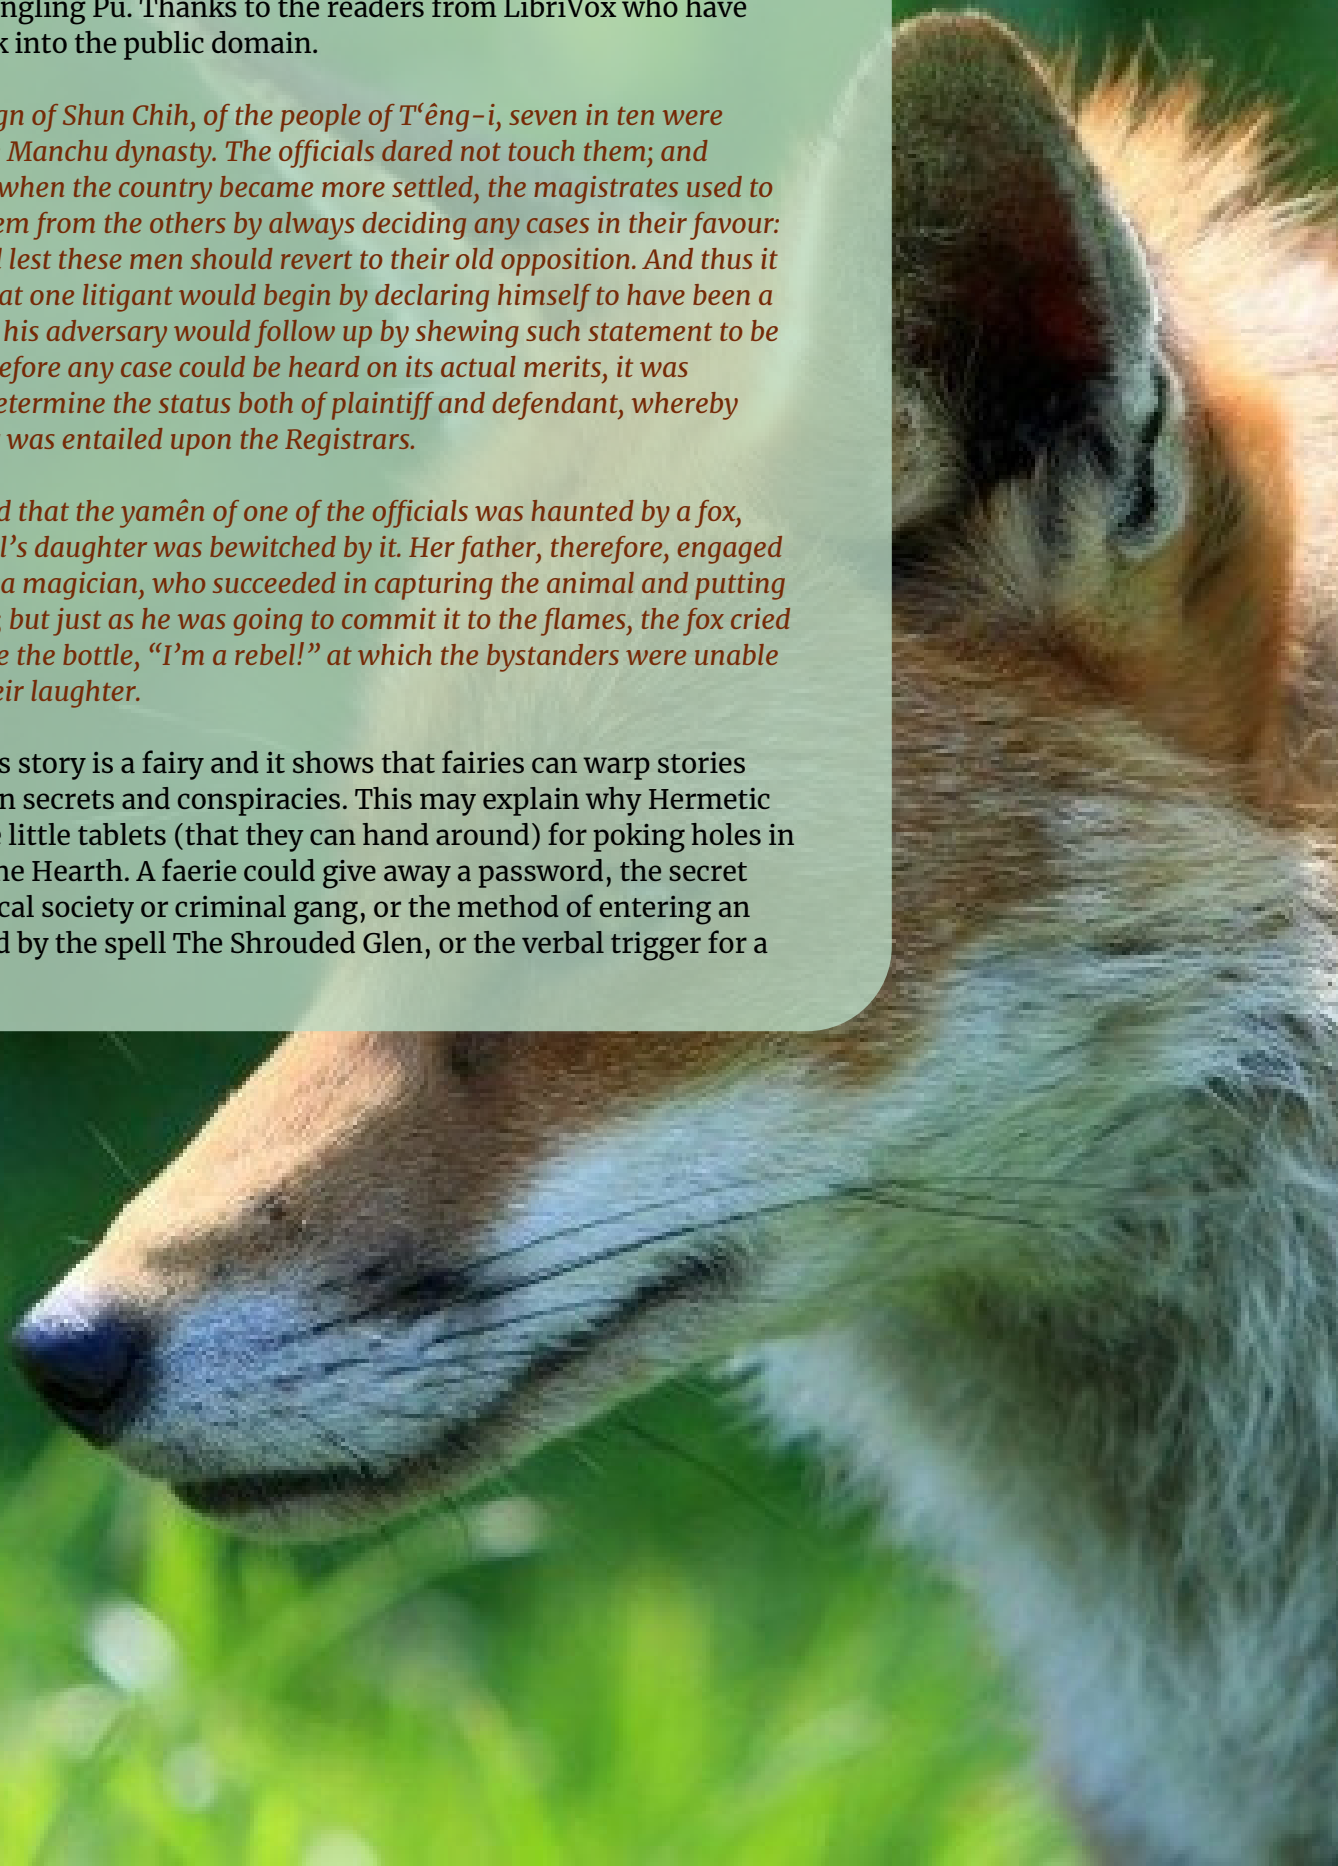 ngling Pu. Thanks to the readers from LibriVox who have
k into the public domain.
gn of Shun Chih, of the people of T‘êng-i, seven in ten were
Manchu dynasty. The officials dared not touch them; and
when the country became more settled, the magistrates used to
em from the others by always deciding any cases in their favour:
l lest these men should revert to their old opposition. And thus it
at one litigant would begin by declaring himself to have been a
his adversary would follow up by shewing such statement to be
efore any case could be heard on its actual merits, it was
etermine the status both of plaintiff and defendant, whereby
was entailed upon the Registrars.
d that the yamên of one of the officials was haunted by a fox,
l’s daughter was bewitched by it. Her father, therefore, engaged
a magician, who succeeded in capturing the animal and putting
; but just as he was going to commit it to the flames, the fox cried
e the bottle, “I’m a rebel!” at which the bystanders were unable
eir laughter.
s story is a fairy and it shows that fairies can warp stories
n secrets and conspiracies. This may explain why Hermetic
e little tablets (that they can hand around) for poking holes in
he Hearth. A faerie could give away a password, the secret
cal society or criminal gang, or the method of entering an
d by the spell The Shrouded Glen, or the verbal trigger for a